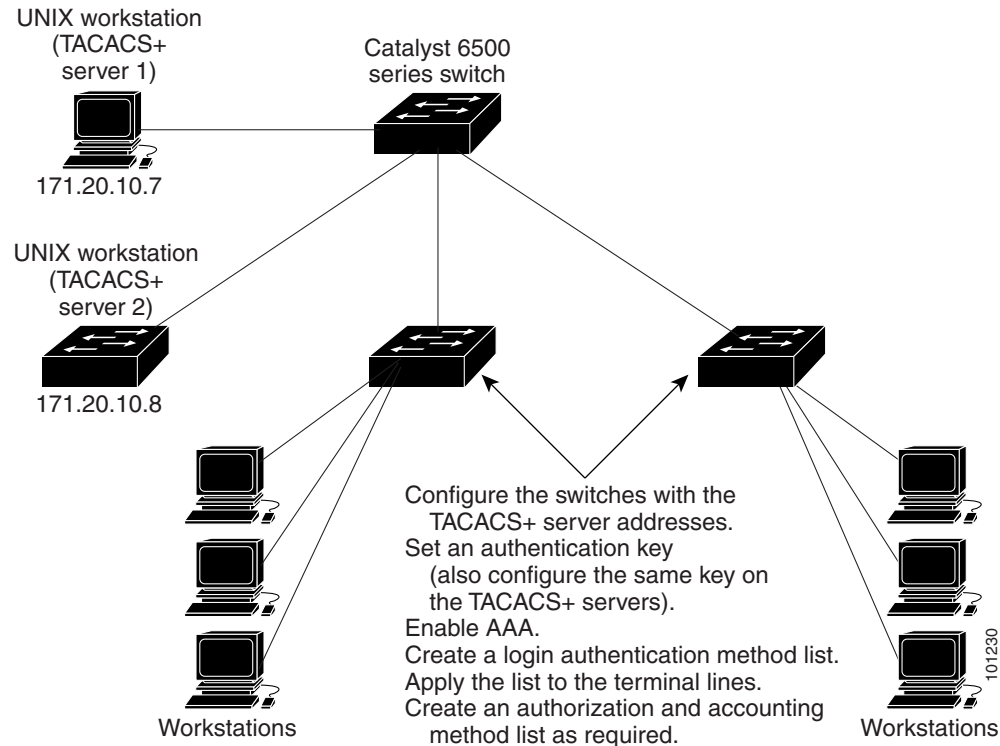 UNIX workstation
(TACACS+
server 1)
Catalyst 6500
series switch
171.20.10.7
UNIX workstation
(TACACS+
server 2)
171.20.10.8
Configure the switches with the
TACACS+ server addresses.
Set an authentication key
(also configure the same key on
the TACACS+ servers).
Enable AAA.
Create a login authentication method list.
Apply the list to the terminal lines.
Create an authorization and accounting
method list as required.
Workstations
Workstations
101230